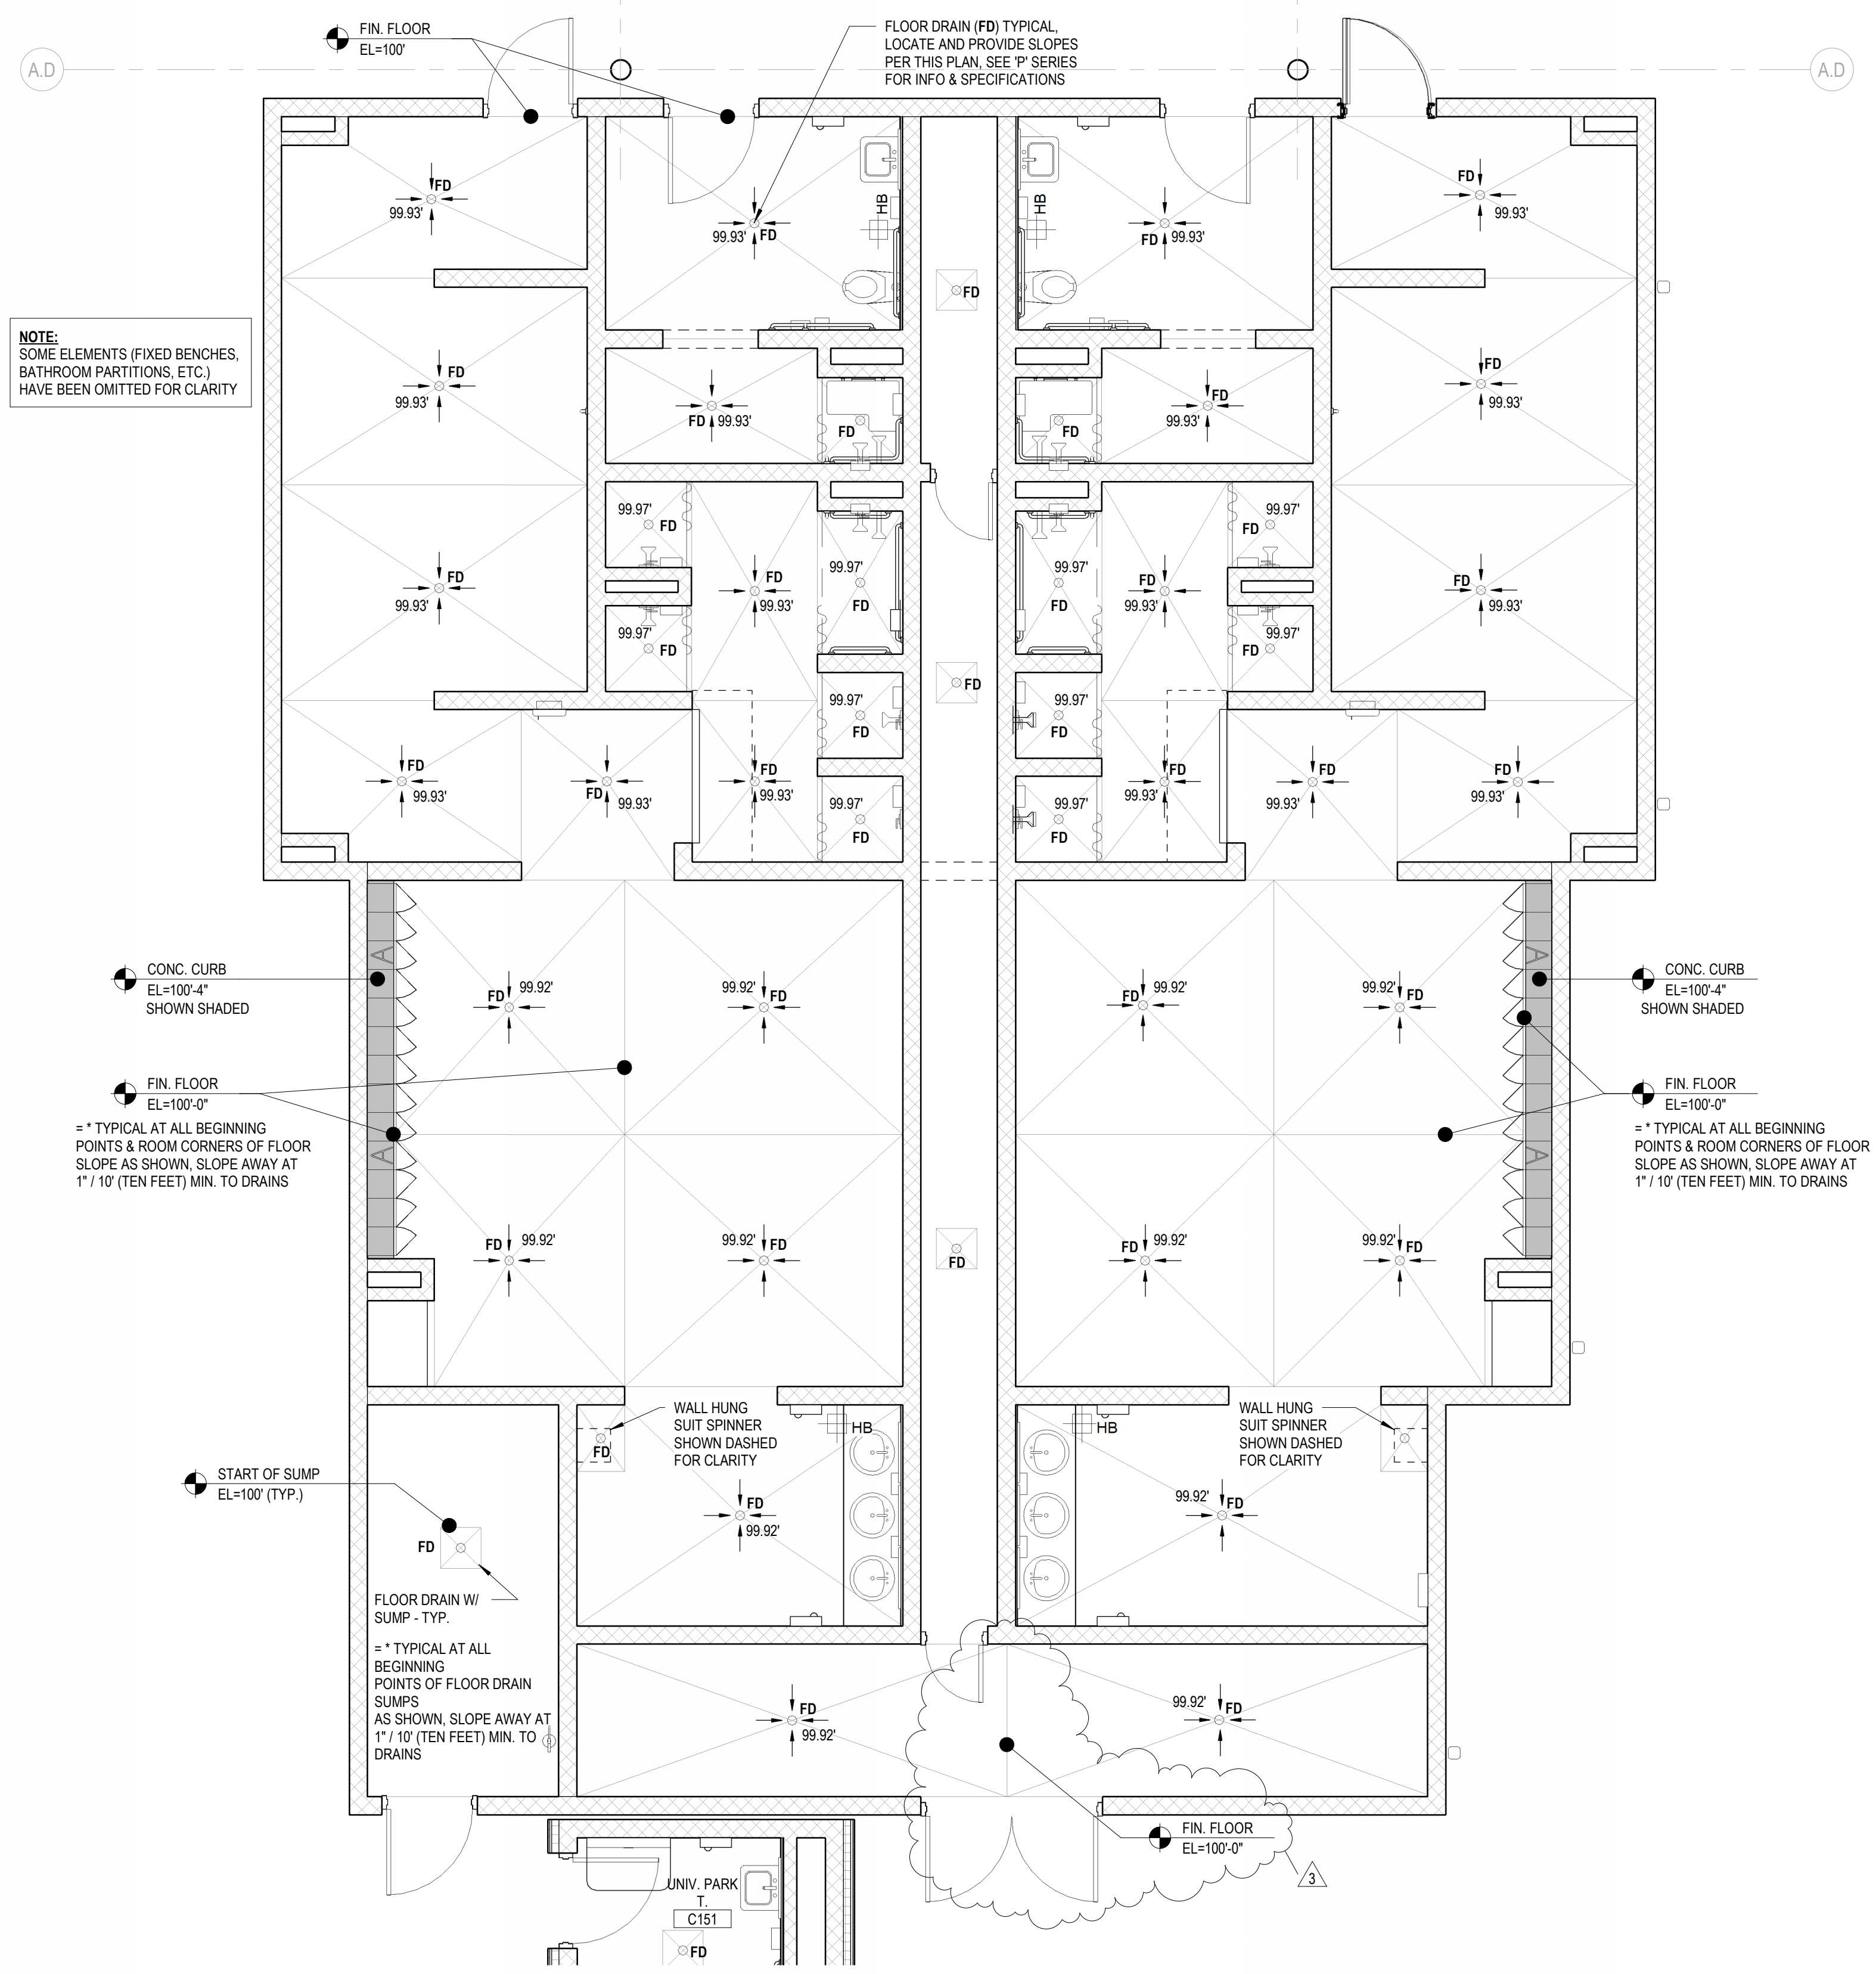 FIN. FLOOR
EL=100'
FLOOR DRAIN (FD) TYPICAL,
LOCATE AND PROVIDE SLOPES
PER THIS PLAN, SEE 'P' SERIES
FOR INFO & SPECIFICATIONS
A.D
A.D
FD
99.93'
99.93'
FD
HB
HB
FD
99.93'
FD
99.93'
FD
NOTE:
SOME ELEMENTS (FIXED BENCHES,
BATHROOM PARTITIONS, ETC.)
HAVE BEEN OMITTED FOR CLARITY
FD
99.93'
FD
99.93'
FD
FD
FD
99.93'
FD
99.93'
99.97'
FD
99.97'
FD
FD
99.93'
FD
99.93'
99.97'
FD
99.97'
FD
FD
99.93'
FD
99.93'
99.97'
FD
99.97'
FD
FD
99.97'
FD
99.97'
FD
FD
99.93'
FD
99.93'
FD
99.93'
99.97'
FD
99.97'
FD
FD
99.93'
FD
99.93'
FD
99.93'
CONC. CURB
EL=100'-4"
SHOWN SHADED
A
FD
99.92'
99.92'
FD
FD
99.92'
99.92'
FD
A
CONC. CURB
EL=100'-4"
SHOWN SHADED
FIN. FLOOR
EL=100'-0"
= * TYPICAL AT ALL BEGINNING
POINTS & ROOM CORNERS OF FLOOR
SLOPE AS SHOWN, SLOPE AWAY AT
1" / 10' (TEN FEET) MIN. TO DRAINS
A
A
FIN. FLOOR
EL=100'-0"
= * TYPICAL AT ALL BEGINNING
POINTS & ROOM CORNERS OF FLOOR
SLOPE AS SHOWN, SLOPE AWAY AT
1" / 10' (TEN FEET) MIN. TO DRAINS
FD
99.92'
99.92'
FD
FD
FD
99.92'
99.92'
FD
WALL HUNG
SUIT SPINNER
SHOWN DASHED
FOR CLARITY
FD
HB
HB
WALL HUNG
SUIT SPINNER
SHOWN DASHED
FOR CLARITY
START OF SUMP
EL=100' (TYP.)
FD
FD
99.92'
99.92'
FD
FLOOR DRAIN W/
SUMP - TYP.
= * TYPICAL AT ALL
BEGINNING
POINTS OF FLOOR DRAIN
SUMPS
AS SHOWN, SLOPE AWAY AT
1" / 10' (TEN FEET) MIN. TO
DRAINS
FD
99.92'
99.92'
FD
FIN. FLOOR
EL=100'-0"
3
UNIV. PARK
T.
C151
FD